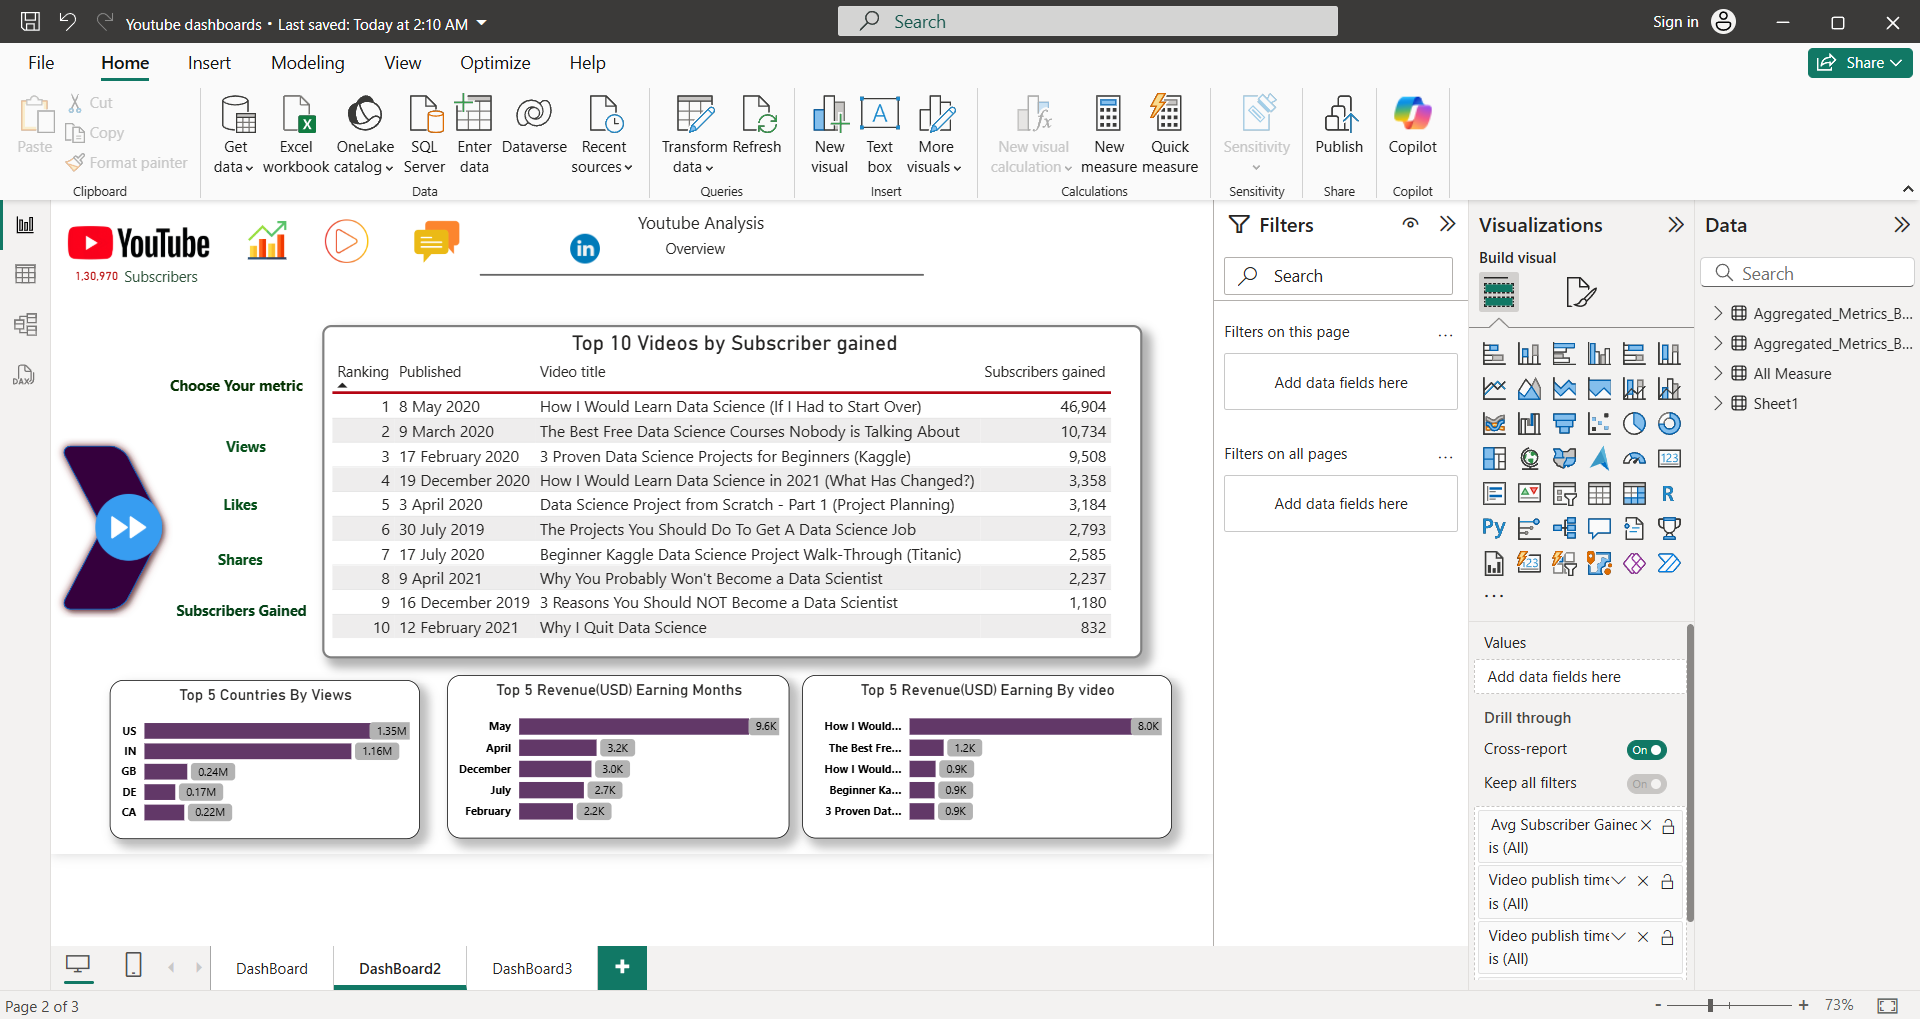 Youtube dashboards • Last saved: Today at 2:10 AM
Search
Sign in
File
Home
Insert
Modeling
View
Optimize
Help
Share
Paste
Cut
Copy
Format painter
Clipboard
Get data
Excel workbook
OneLake catalog
SQL Server
Enter data
Dataverse
Recent sources
Data
Transform data
Refresh
Queries
New visual
Text box
More visuals
Insert
New visual calculation
New measure
Quick measure
Calculations
Sensitivity
Sensitivity
Publish
Share
Copilot
Copilot
YouTube
1,30,970 Subscribers
in
Youtube Analysis
Overview
Choose Your metric
Views
Likes
Shares
Subscribers Gained
Top 10 Videos by Subscriber gained
Ranking Published Video title Subscribers gained
1 8 May 2020 How I Would Learn Data Science (If I Had to Start Over) 46,904
2 9 March 2020 The Best Free Data Science Courses Nobody is Talking About 10,734
3 17 February 2020 3 Proven Data Science Projects for Beginners (Kaggle) 9,508
4 19 December 2020 How I Would Learn Data Science in 2021 (What Has Changed?) 3,358
5 3 April 2020 Data Science Project from Scratch - Part 1 (Project Planning) 3,184
6 30 July 2019 The Projects You Should Do To Get A Data Science Job 2,793
7 17 July 2020 Beginner Kaggle Data Science Project Walk-Through (Titanic) 2,585
8 9 April 2021 Why You Probably Won't Become a Data Scientist 2,237
9 16 December 2019 3 Reasons You Should NOT Become a Data Scientist 1,180
10 12 February 2021 Why I Quit Data Science 832
Top 5 Countries By Views
US 1.35M
IN 1.16M
GB 0.24M
DE 0.17M
CA 0.22M
Top 5 Revenue(USD) Earning Months
May 9.6K
April 3.2K
December 3.0K
July 2.7K
February 2.2K
Top 5 Revenue(USD) Earning By video
How I Would... 8.0K
The Best Fre... 1.2K
How I Would... 0.9K
Beginner Ka... 0.9K
3 Proven Dat... 0.9K
Filters
Search
Filters on this page ...
Add data fields here
Filters on all pages ...
Add data fields here
Visualizations
Build visual
123
R
Py
123
...
Values
Add data fields here
Drill through
Cross-report On
Keep all filters On
Avg Subscriber Gained
is (All)
Video publish time
is (All)
Video publish time
is (All)
Data
Search
Aggregated_Metrics_B...
Aggregated_Metrics_B...
All Measure
Sheet1
DAX
DashBoard
DashBoard2
DashBoard3
+
Page 2 of 3
- + 73%